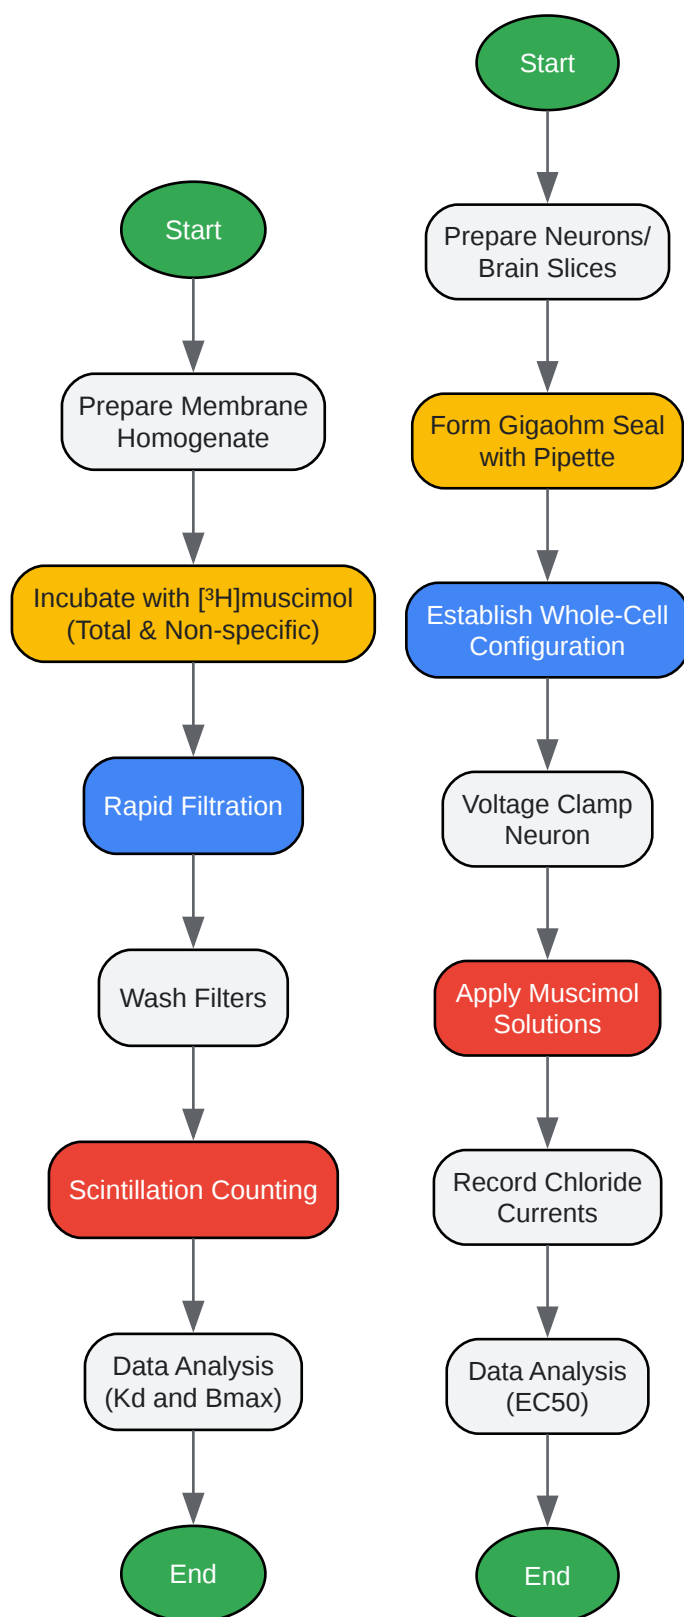 Start
Prepare Membrane
Homogenate
Incubate with [³H]muscimol
(Total & Non-specific)
Rapid Filtration
Wash Filters
Scintillation Counting
Data Analysis
(Kd and Bmax)
End
Start
Prepare Neurons/
Brain Slices
Form Gigaohm Seal
with Pipette
Establish Whole-Cell
Configuration
Voltage Clamp
Neuron
Apply Muscimol
Solutions
Record Chloride
Currents
Data Analysis
(EC50)
End